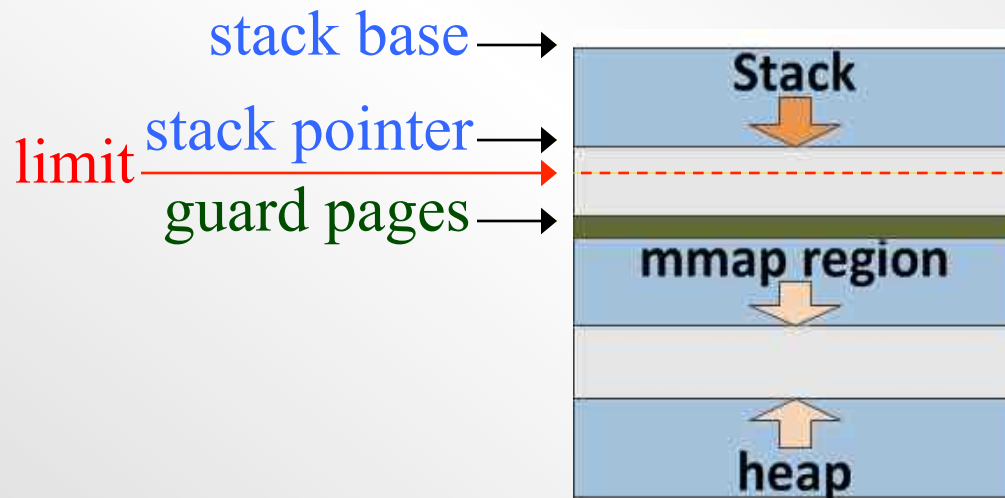 stack base
Stack
stack pointer
limit
guard pages
mmap region
heap